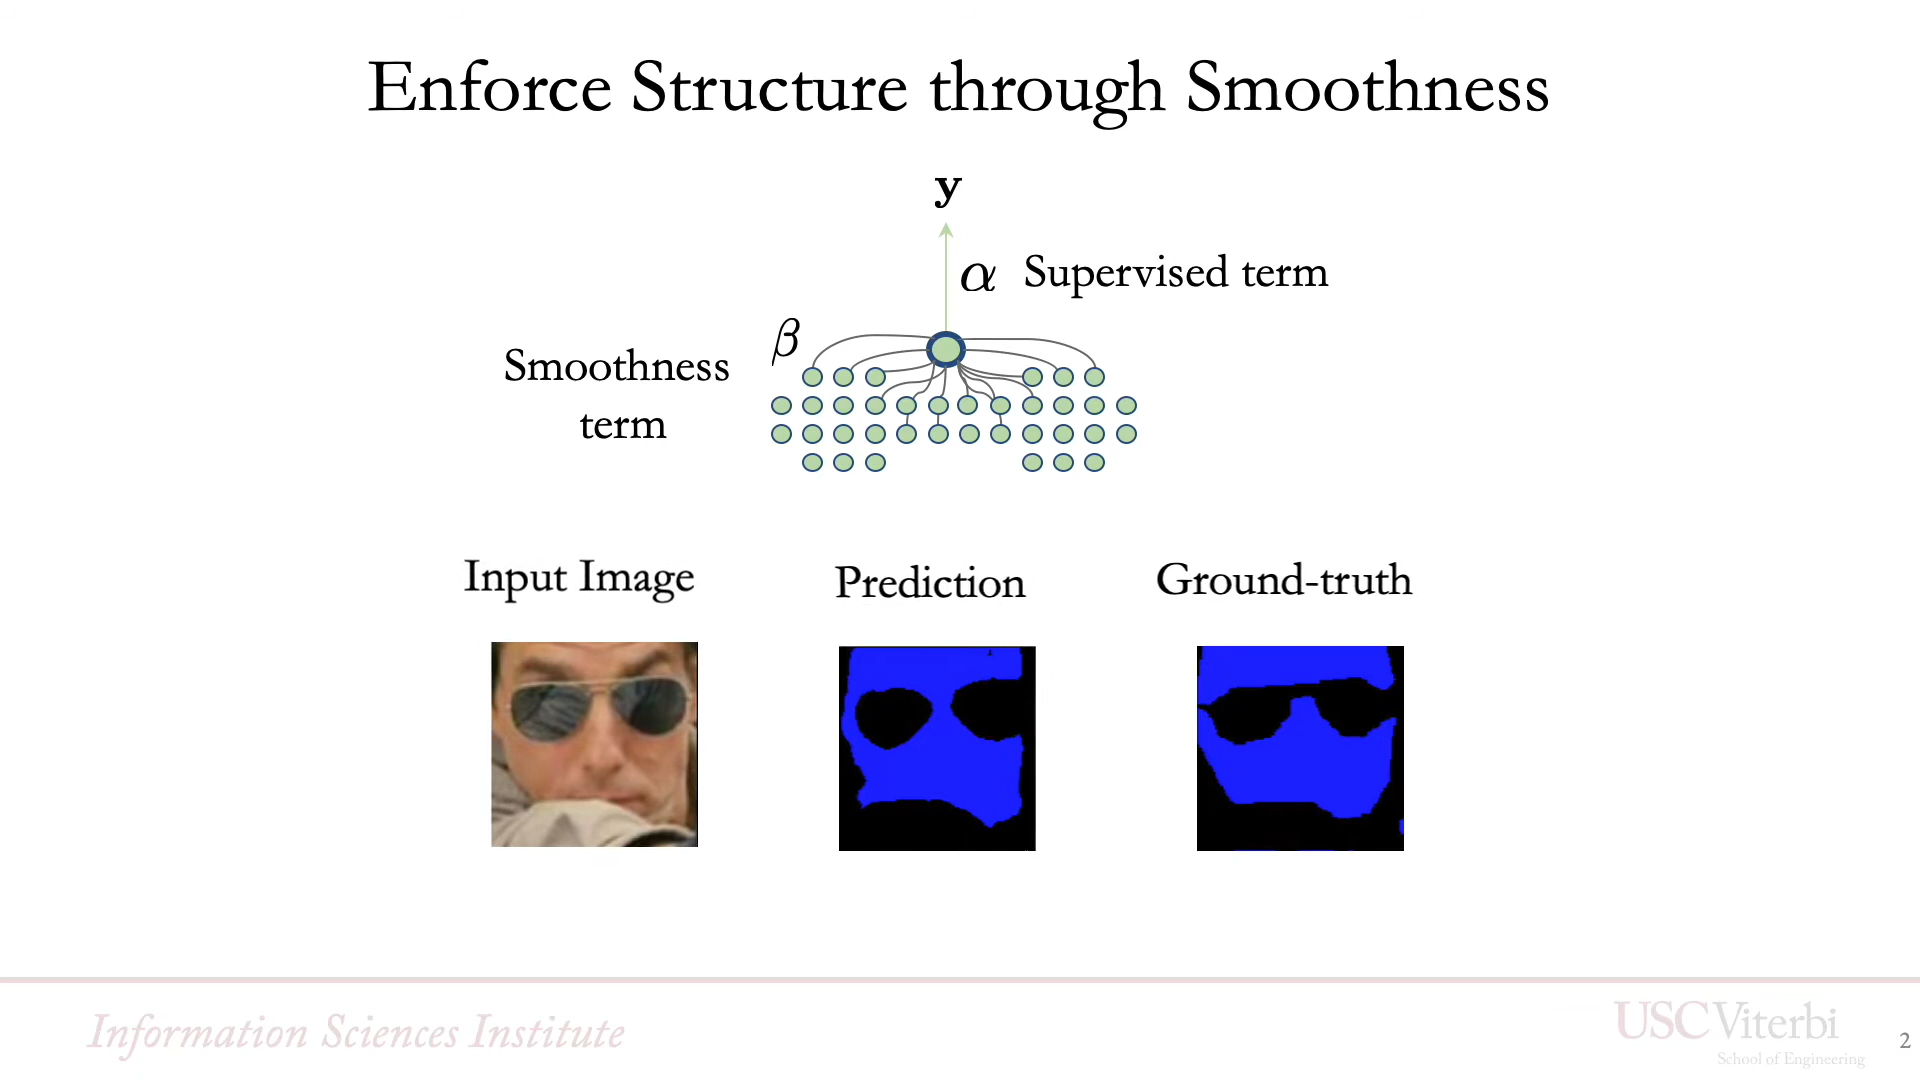 Enforce Structure through Smoothness
y
α Supervised term
β
Smoothness
term
Input Image
Prediction
Ground-truth
Information Sciences Institute
USC Viterbi
School of Engineering
2